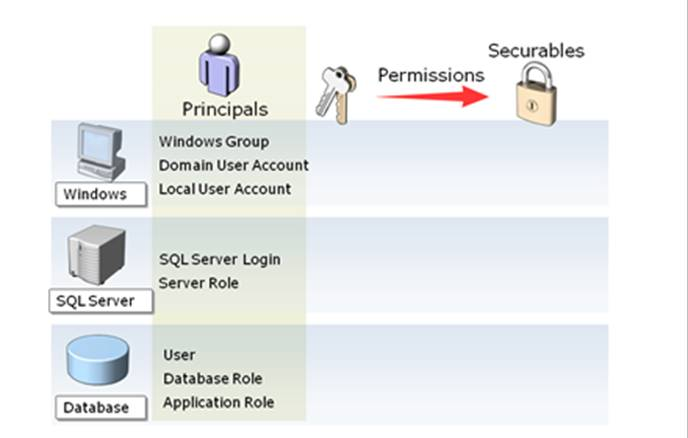 Securables
Permissions
Principals
Windows Group
Domain User Account
Local User Account
Windows
SQL Server Login
Server Role
SQL Server
User
Database Role
Application Role
Database